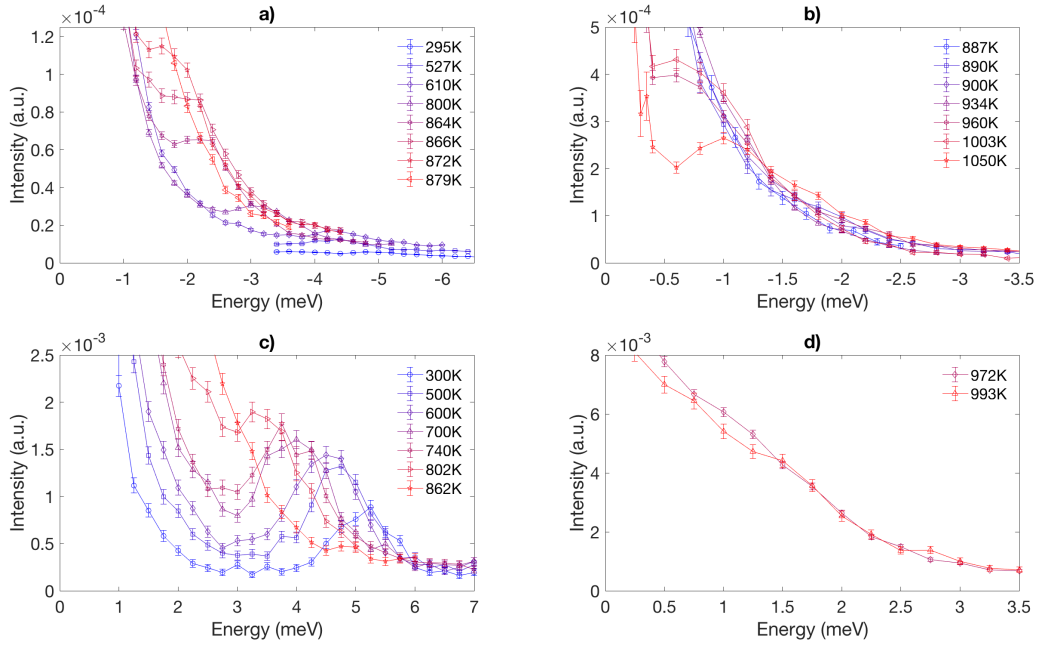 a)
×10⁻⁴
Intensity (a.u.)
1.2
1
0.8
0.6
0.4
0.2
0
0
-1
-2
-3
-4
-5
-6
Energy (meV)
295K
527K
610K
800K
864K
866K
872K
879K
b)
×10⁻⁴
Intensity (a.u.)
5
4
3
2
1
0
0
-0.5
-1
-1.5
-2
-2.5
-3
-3.5
Energy (meV)
887K
890K
900K
934K
960K
1003K
1050K
c)
×10⁻³
Intensity (a.u.)
2.5
2
1.5
1
0.5
0
0
1
2
3
4
5
6
7
Energy (meV)
300K
500K
600K
700K
740K
802K
862K
d)
×10⁻³
Intensity (a.u.)
8
6
4
2
0
0
0.5
1
1.5
2
2.5
3
3.5
Energy (meV)
972K
993K